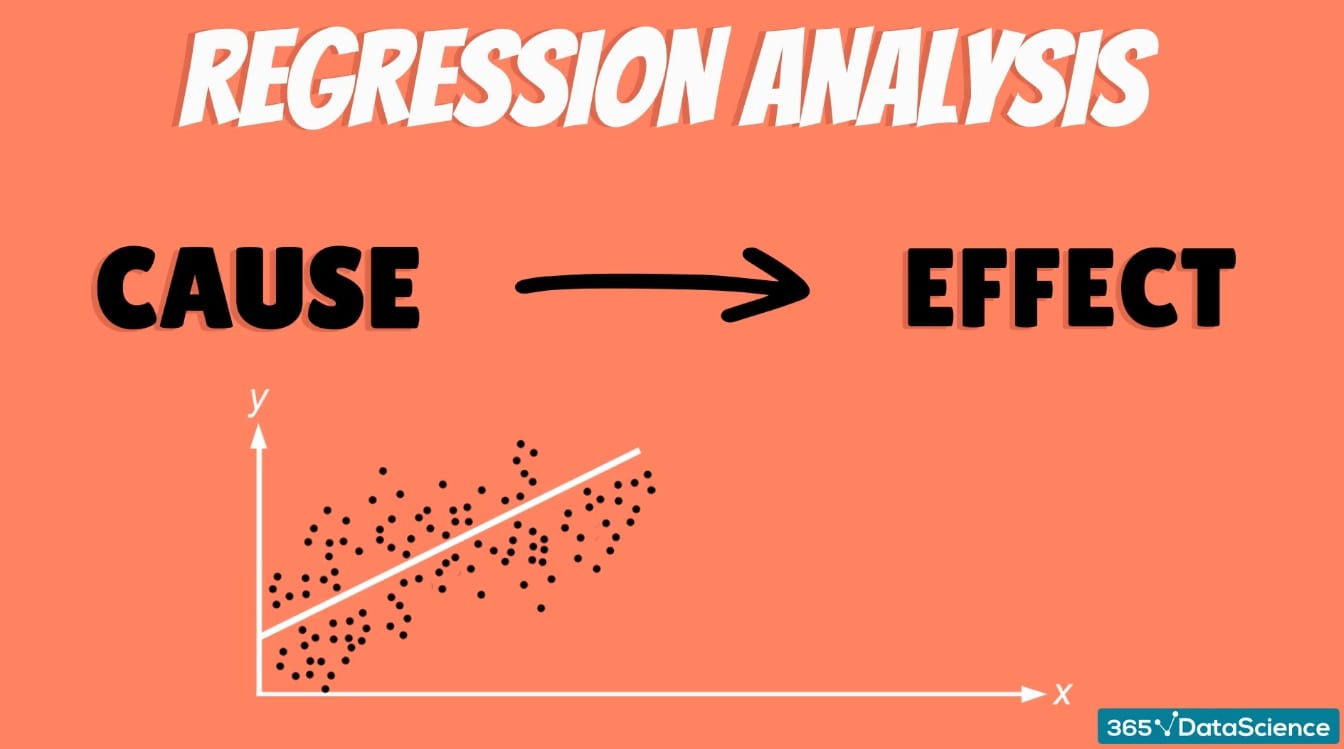 REGRESSION ANALYSIS
CAUSE EFFECT
y
x
365 DataScience